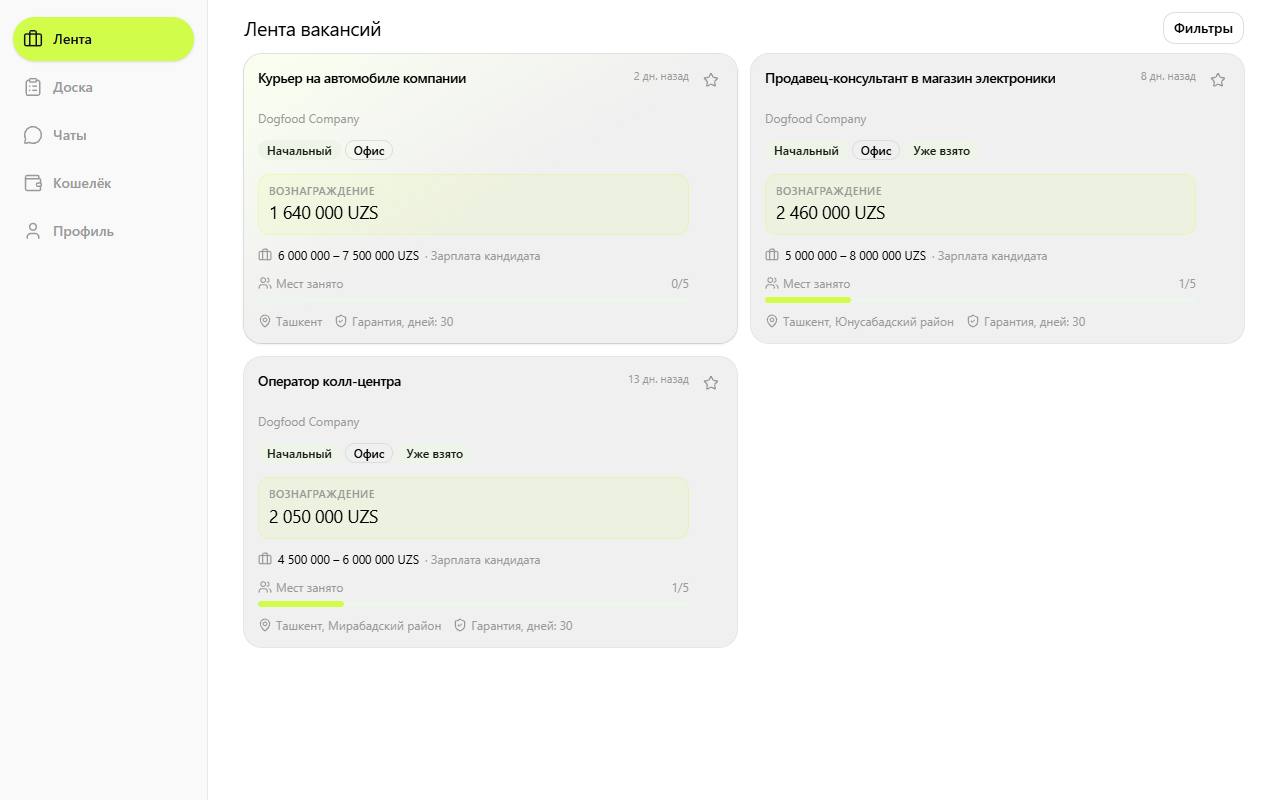 Лента
Доска
Чаты
Кошелёк
Профиль
Лента вакансий
Фильтры
Курьер на автомобиле компании
2 дн. назад
Dogfood Company
Начальный
Офис
ВОЗНАГРАЖДЕНИЕ
1 640 000 UZS
6 000 000 – 7 500 000 UZS · Зарплата кандидата
Мест занято
0/5
Ташкент
Гарантия, дней: 30
Продавец-консультант в магазин электроники
8 дн. назад
Dogfood Company
Начальный
Офис
Уже взято
ВОЗНАГРАЖДЕНИЕ
2 460 000 UZS
5 000 000 – 8 000 000 UZS · Зарплата кандидата
Мест занято
1/5
Ташкент, Юнусабадский район
Гарантия, дней: 30
Оператор колл-центра
13 дн. назад
Dogfood Company
Начальный
Офис
Уже взято
ВОЗНАГРАЖДЕНИЕ
2 050 000 UZS
4 500 000 – 6 000 000 UZS · Зарплата кандидата
Мест занято
1/5
Ташкент, Мирабадский район
Гарантия, дней: 30